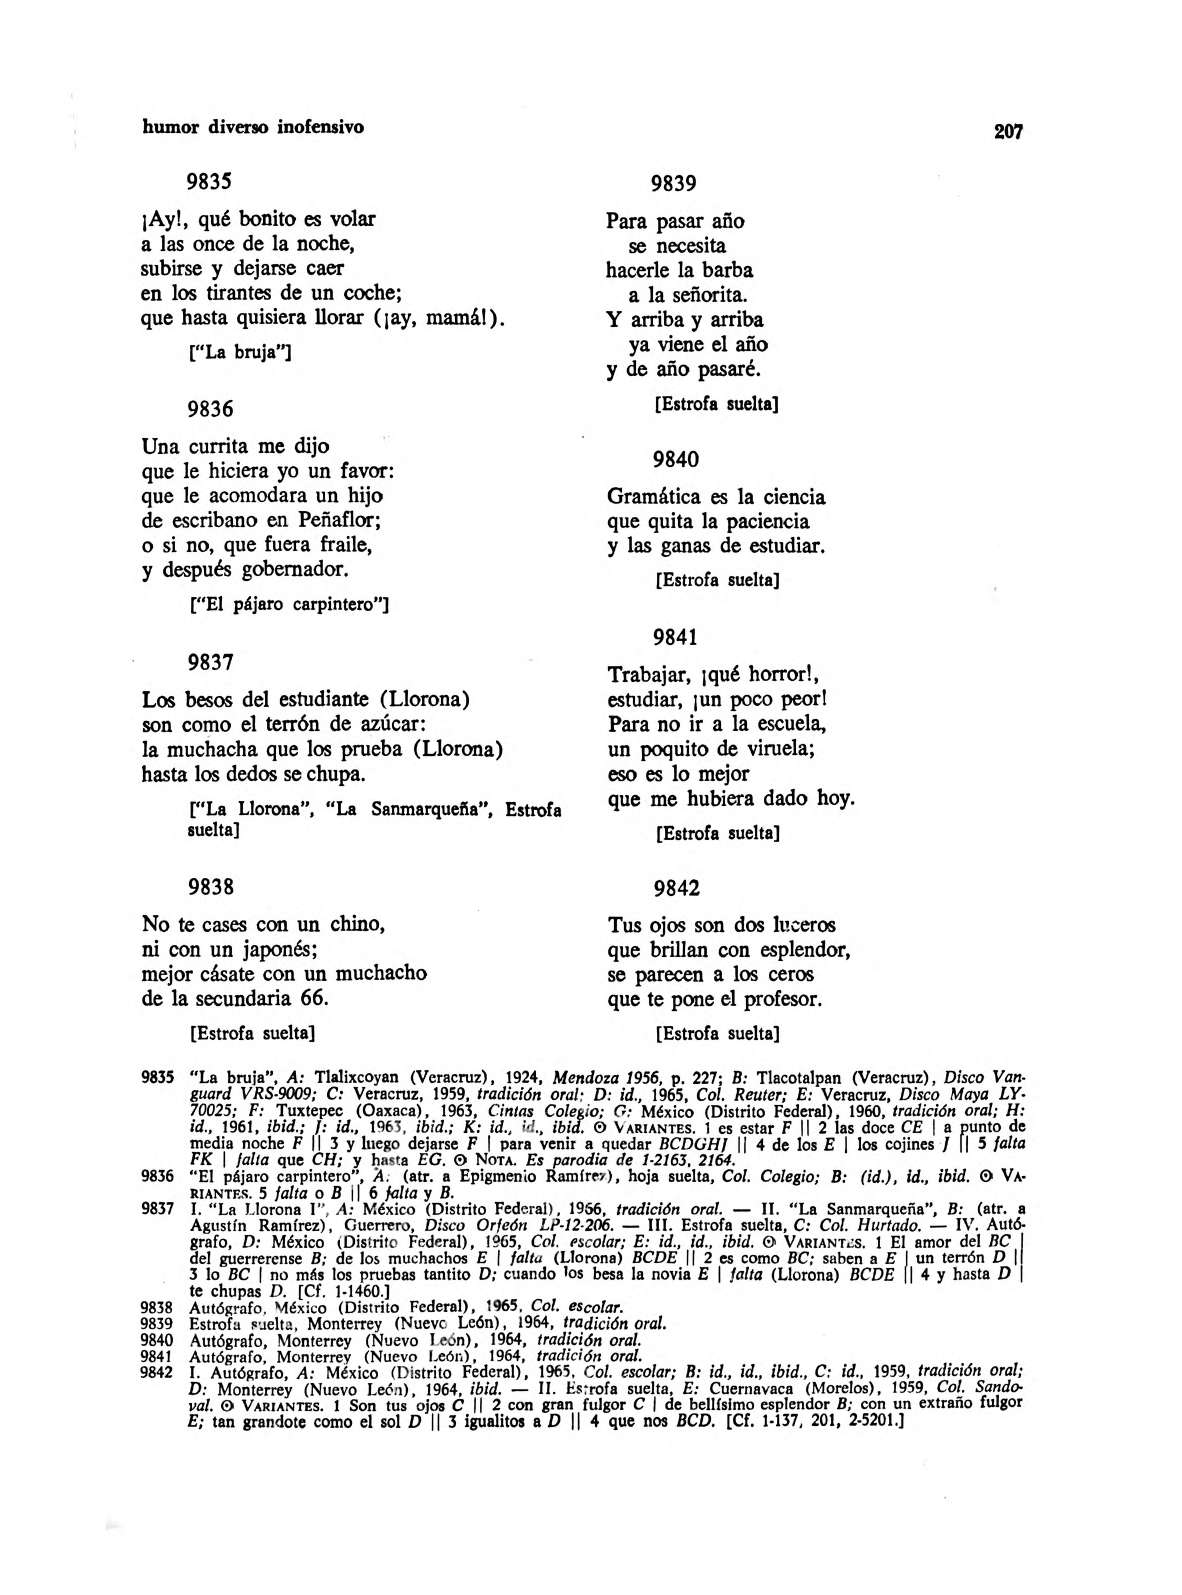 humor diverso inofensivo
207
9835
¡Ay!, qué bonito es volar
a las once de la noche,
subirse y dejarse caer
en los tirantes de un coche;
que hasta quisiera llorar (¡ay, mamá!).
["La bruja"]
9836
Una currita me dijo
que le hiciera yo un favor:
que le acomodara un hijo
de escribano en Peñaflor;
o si no, que fuera fraile,
y después gobernador.
["El pájaro carpintero"]
9837
Los besos del estudiante (Llorona)
son como el terrón de azúcar:
la muchacha que los prueba (Llorona)
hasta los dedos se chupa.
["La Llorona", "La Sanmarqueña", Estrofa
suelta]
9838
No te cases con un chino,
ni con un japonés;
mejor cásate con un muchacho
de la secundaria 66.
[Estrofa suelta]
9839
Para pasar año
se necesita
hacerle la barba
a la señorita.
Y arriba y arriba
ya viene el año
y de año pasaré.
[Estrofa suelta]
9840
Gramática es la ciencia
que quita la paciencia
y las ganas de estudiar.
[Estrofa suelta]
9841
Trabajar, ¡qué horror!,
estudiar, ¡un poco peor!
Para no ir a la escuela,
un poquito de viruela;
eso es lo mejor
que me hubiera dado hoy.
[Estrofa suelta]
9842
Tus ojos son dos luceros
que brillan con esplendor,
se parecen a los ceros
que te pone el profesor.
[Estrofa suelta]
9835 "La bruja", A: Tlalixcoyan (Veracruz), 1924, Mendoza 1956, p. 227; B: Tlacotalpan (Veracruz), Disco Van-
guard VRS-9009; C: Veracruz, 1959, tradición oral; D: id., 1965, Col. Reuter; E: Veracruz, Disco Maya LY-
70025; F: Tuxtepec (Oaxaca), 1963, Cintas Colegio; G: México (Distrito Federal), 1960, tradición oral; H:
id., 1961, ibid.; J: id., 1963, ibid.; K: id., id., ibid. ⊙ VARIANTES. 1 es estar F || 2 las doce CE | a punto de
media noche F || 3 y luego dejarse F | para venir a quedar BCDGHJ || 4 de los E | los cojines J || 5 falta
FK | falta que CH; y hasta EG. ⊙ NOTA. Es parodia de 1-2163, 2164.
9836 "El pájaro carpintero", A: (atr. a Epigmenio Ramírez), hoja suelta, Col. Colegio; B: (id.), id., ibid. ⊙ VA-
RIANTES. 5 falta o B || 6 falta y B.
9837 I. "La Llorona I", A: México (Distrito Federal), 1956, tradición oral. — II. "La Sanmarqueña", B: (atr. a
Agustín Ramírez), Guerrero, Disco Orfeón LP-12-206. — III. Estrofa suelta, C: Col. Hurtado. — IV. Autó-
grafo, D: México (Distrito Federal), 1965, Col. escolar; E: id., id., ibid. ⊙ VARIANTES. 1 El amor del BC |
del guerrerense B; de los muchachos E | falta (Llorona) BCDE || 2 es como BC; saben a E | un terrón D ||
3 lo BC | no más los pruebas tantito D; cuando los besa la novia E | falta (Llorona) BCDE || 4 y hasta D |
te chupas D. [Cf. 1-1460.]
9838 Autógrafo, México (Distrito Federal), 1965, Col. escolar.
9839 Estrofa suelta, Monterrey (Nuevo León), 1964, tradición oral.
9840 Autógrafo, Monterrey (Nuevo León), 1964, tradición oral.
9841 Autógrafo, Monterrey (Nuevo León), 1964, tradición oral.
9842 I. Autógrafo, A: México (Distrito Federal), 1965, Col. escolar; B: id., id., ibid., C: id., 1959, tradición oral;
D: Monterrey (Nuevo León), 1964, ibid. — II. Estrofa suelta, E: Cuernavaca (Morelos), 1959, Col. Sando-
val. ⊙ VARIANTES. 1 Son tus ojos C || 2 con gran fulgor C | de bellísimo esplendor B; con un extraño fulgor
E; tan grandote como el sol D || 3 igualitos a D || 4 que nos BCD. [Cf. 1-137, 201, 2-5201.]